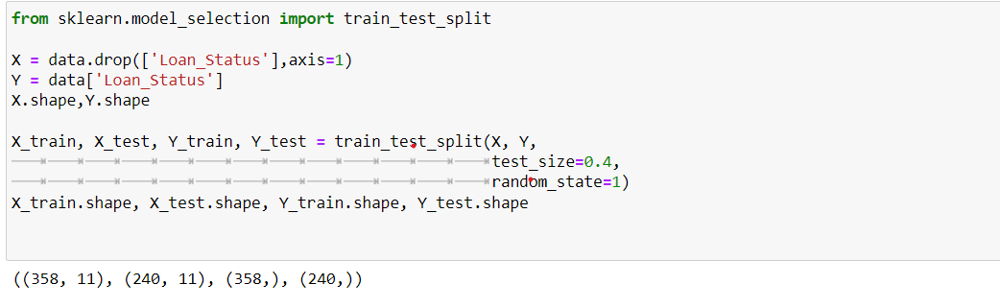 from sklearn.model_selection import train_test_split
X = data.drop(['Loan_Status'],axis=1)
Y = data['Loan_Status']
X.shape,Y.shape
X_train, X_test, Y_train, Y_test = train_test_split(X, Y,
test_size=0.4,
random_state=1)
X_train.shape, X_test.shape, Y_train.shape, Y_test.shape
((358, 11), (240, 11), (358,), (240,))